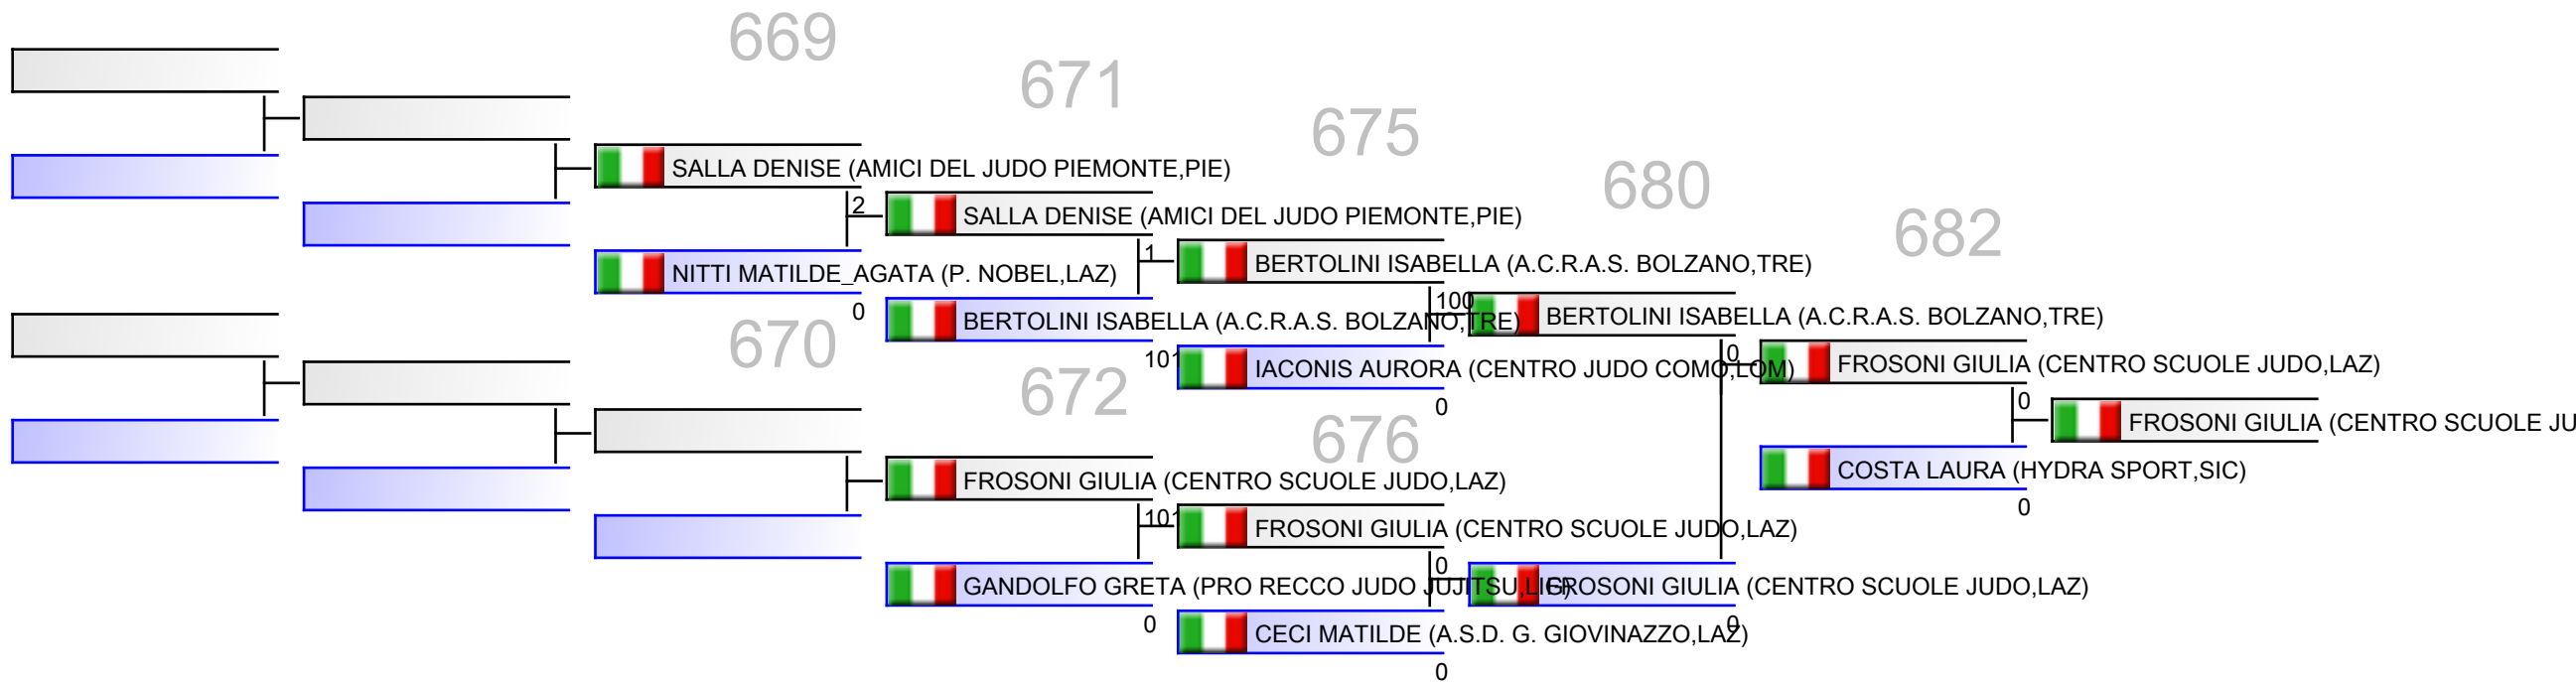 669
671
675
SALLA DENISE (AMICI DEL JUDO PIEMONTE,PIE)
680
2
SALLA DENISE (AMICI DEL JUDO PIEMONTE,PIE)
682
1
NITTI MATILDE_AGATA (P. NOBEL,LAZ)
BERTOLINI ISABELLA (A.C.R.A.S. BOLZANO,TRE)
0
100
BERTOLINI ISABELLA (A.C.R.A.S. BOLZANO,TRE)
BERTOLINI ISABELLA (A.C.R.A.S. BOLZANO,TRE)
670
101
0
IACONIS AURORA (CENTRO JUDO COMO,LOM)
FROSONI GIULIA (CENTRO SCUOLE JUDO,LAZ)
672
0
0
FROSONI GIULIA (CENTRO SCUOLE JU
676
COSTA LAURA (HYDRA SPORT,SIC)
FROSONI GIULIA (CENTRO SCUOLE JUDO,LAZ)
0
101
FROSONI GIULIA (CENTRO SCUOLE JUDO,LAZ)
0
GANDOLFO GRETA (PRO RECCO JUDO JUJITSU,LIG)
FROSONI GIULIA (CENTRO SCUOLE JUDO,LAZ)
0
0
CECI MATILDE (A.S.D. G. GIOVINAZZO,LAZ)
0